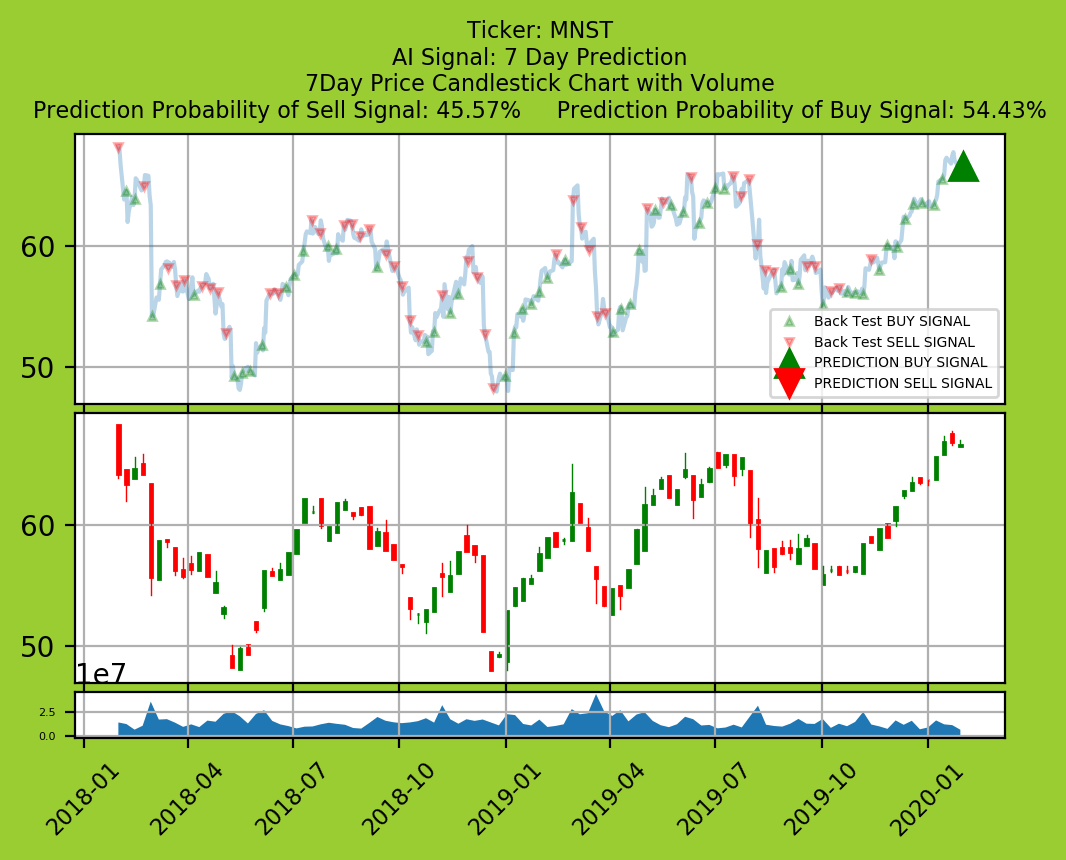 Ticker: MNST
AI Signal: 7 Day Prediction
7Day Price Candlestick Chart with Volume
Prediction Probability of Sell Signal: 45.57% Prediction Probability of Buy Signal: 54.43%
60
50
Back Test BUY SIGNAL
Back Test SELL SIGNAL
PREDICTION BUY SIGNAL
PREDICTION SELL SIGNAL
60
50
1e7
2.5
0.0
2018-01
2018-04
2018-07
2018-10
2019-01
2019-04
2019-07
2019-10
2020-01